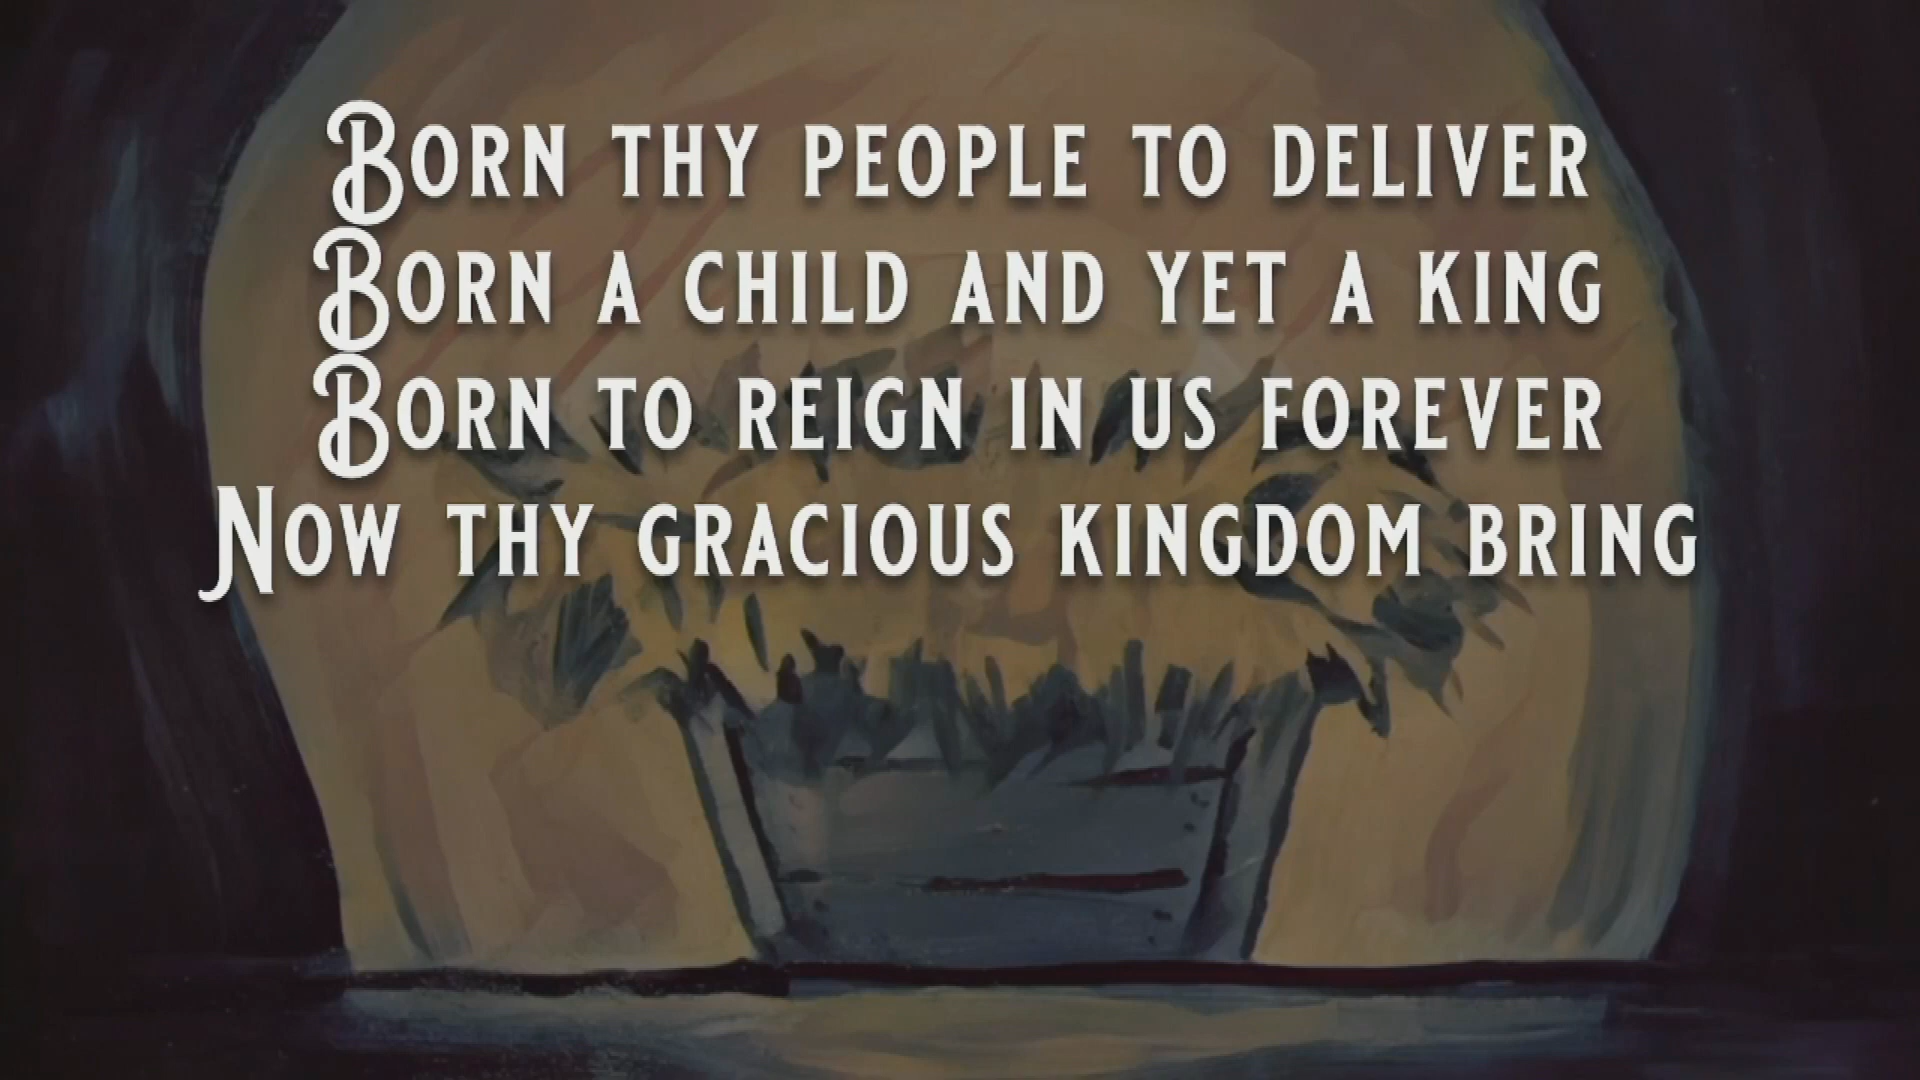 Born thy people to deliver
Born a child and yet a king
Born to reign in us forever
Now thy gracious kingdom bring